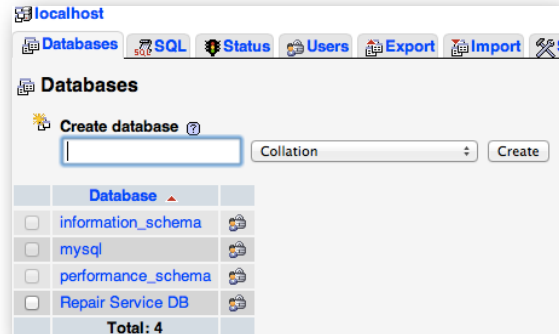 localhost
Databases SQL Status Users Export Import
Databases
Create database
Collation Create
Database
information_schema
mysql
performance_schema
Repair Service DB
Total: 4